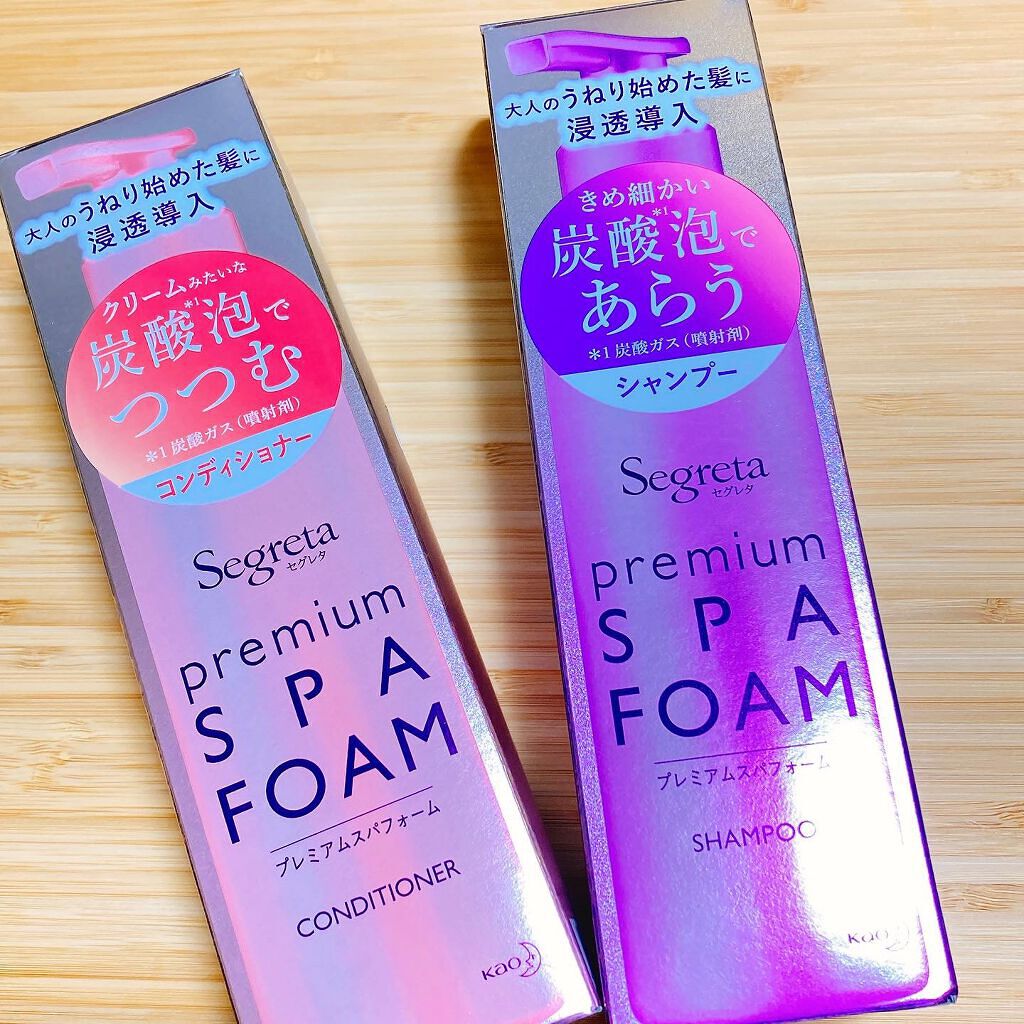 大人のうねり始めた髪に
浸透導入
クリームみたいな
炭酸*1泡で
つつむ
*1 炭酸ガス(噴射剤)
コンディショナー
Segreta
セグレタ
premium
SPA
FOAM
プレミアムスパフォーム
CONDITIONER
Kao
大人のうねり始めた髪に
浸透導入
きめ細かい
炭酸*1泡で
あらう
*1 炭酸ガス(噴射剤)
シャンプー
Segreta
セグレタ
premium
SPA
FOAM
プレミアムスパフォーム
SHAMPOO
Kao